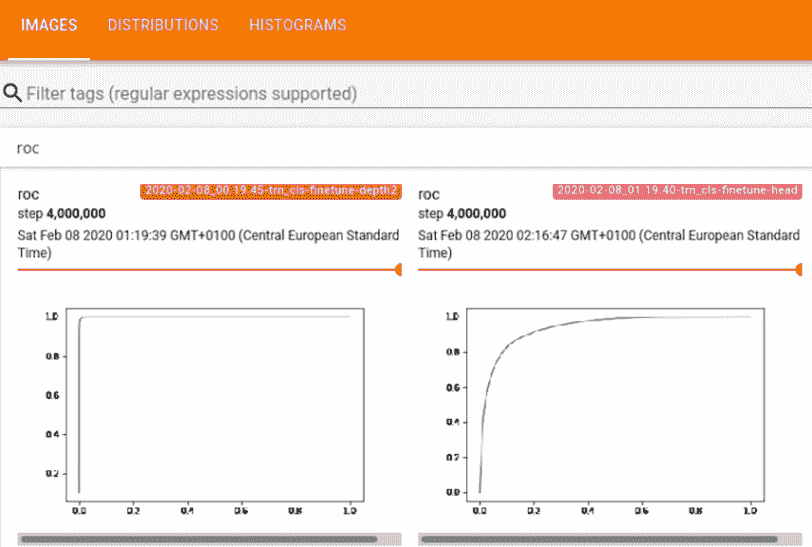 IMAGES DISTRIBUTIONS HISTOGRAMS
Filter tags (regular expressions supported)
roc
roc 2020-02-08_00.19.45-trn_cls-finetune-depth2
step 4,000,000
Sat Feb 08 2020 01:19:39 GMT+0100 (Central European Standard
Time)
1.0
0.8
0.6
0.4
0.2
0.0 0.2 0.4 0.6 0.8 1.0
roc 2020-02-08_01.19.40-trn_cls-finetune-head
step 4,000,000
Sat Feb 08 2020 02:16:47 GMT+0100 (Central European Standard
Time)
1.0
0.8
0.6
0.4
0.2
0.0
0.0 0.2 0.4 0.6 0.8 1.0